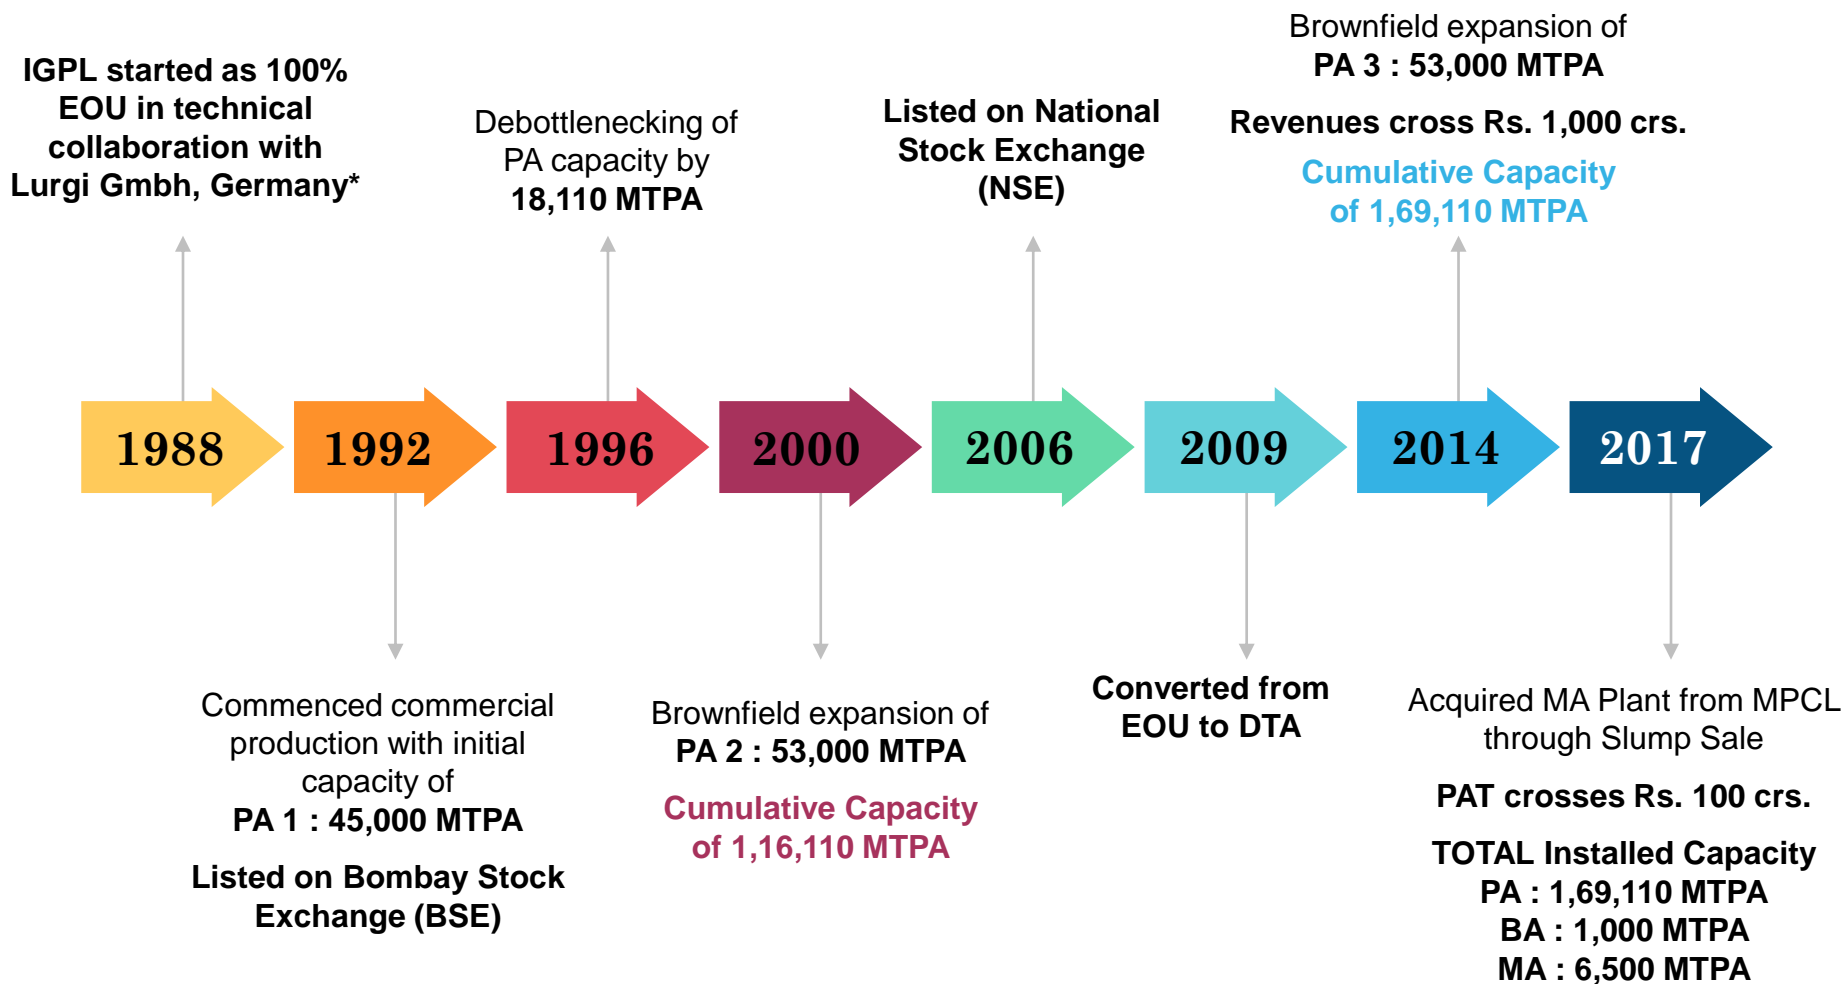 IGPL started as 100%
EOU in technical
collaboration with
Lurgi Gmbh, Germany*
Debottlenecking of
PA capacity by
18,110 MTPA
Listed on National
Stock Exchange
(NSE)
Brownfield expansion of
PA 3 : 53,000 MTPA
Revenues cross Rs. 1,000 crs.
Cumulative Capacity
of 1,69,110 MTPA
1988
1992
1996
2000
2006
2009
2014
2017
Commenced commercial
production with initial
capacity of
PA 1 : 45,000 MTPA
Listed on Bombay Stock
Exchange (BSE)
Brownfield expansion of
PA 2 : 53,000 MTPA
Cumulative Capacity
of 1,16,110 MTPA
Converted from
EOU to DTA
Acquired MA Plant from MPCL
through Slump Sale
PAT crosses Rs. 100 crs.
TOTAL Installed Capacity
PA : 1,69,110 MTPA
BA : 1,000 MTPA
MA : 6,500 MTPA